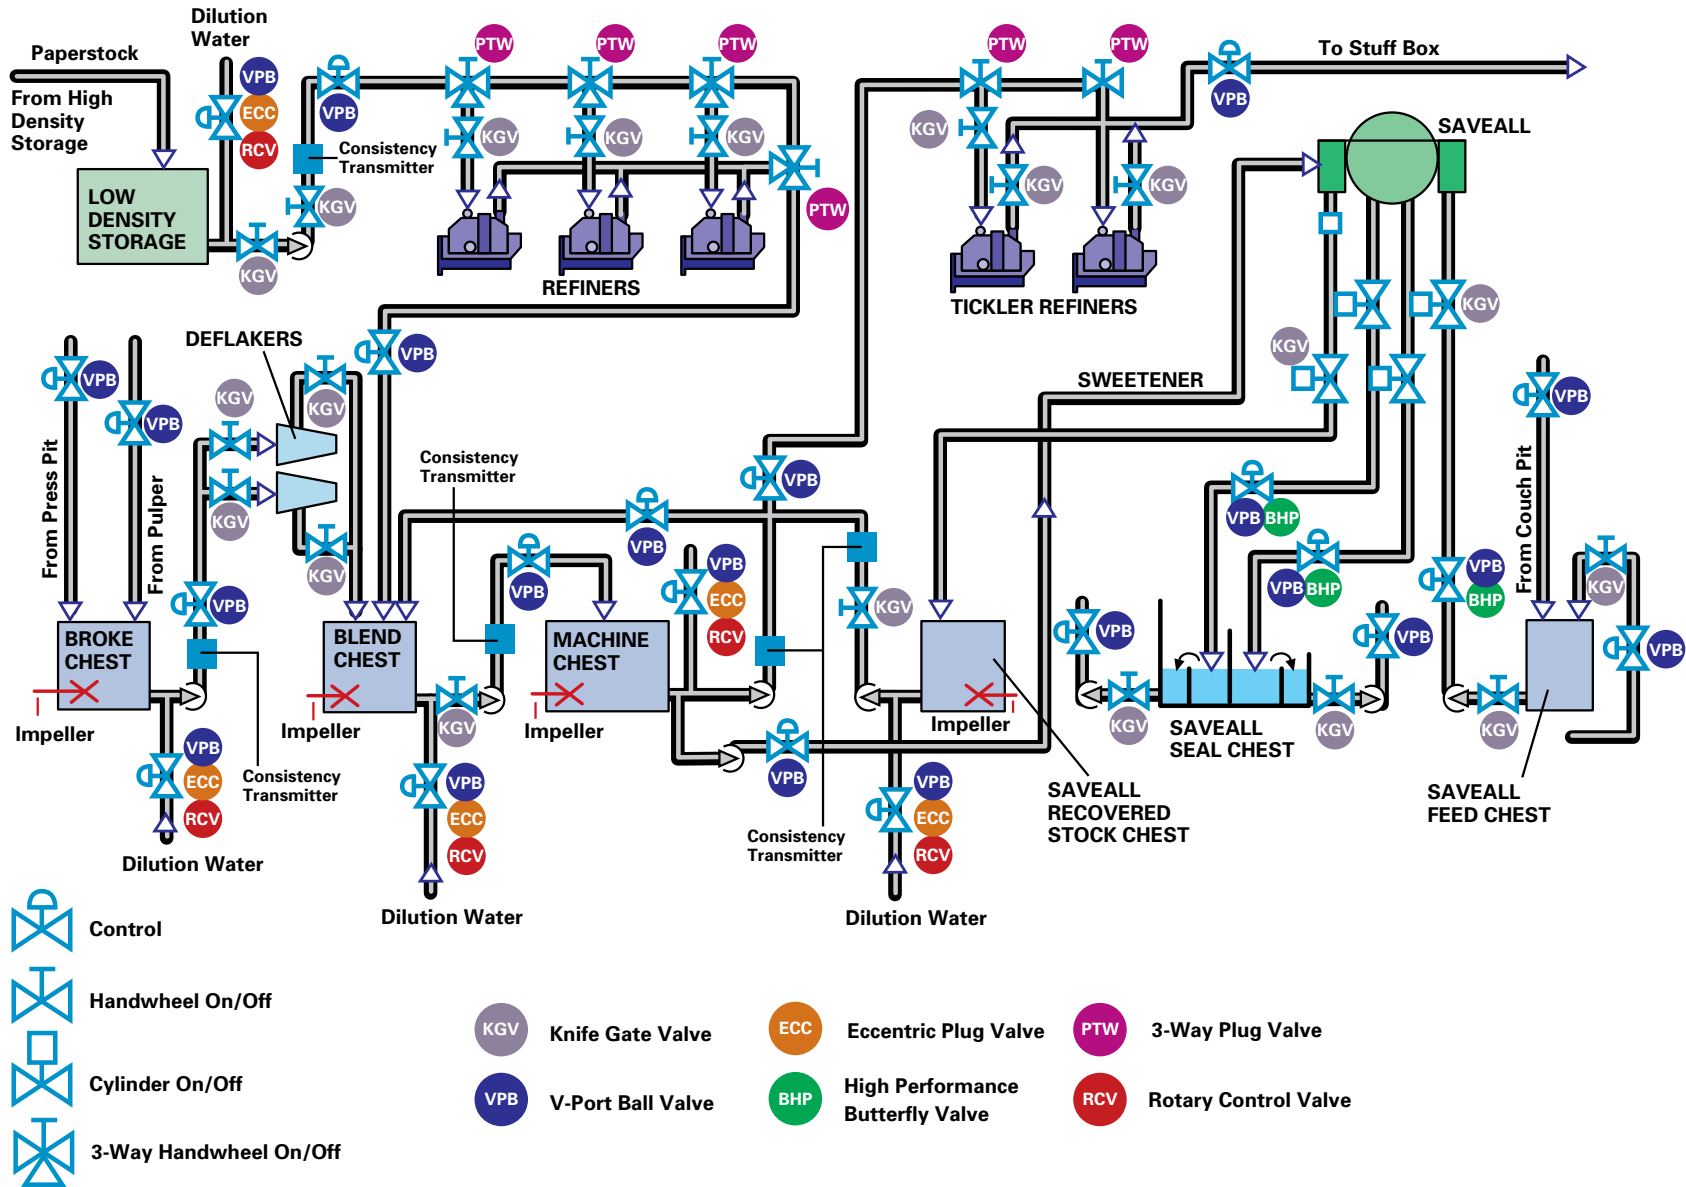 Dilution
Water
Paperstock
From High
Density
Storage
VPB
ECC
RCV
LOW
DENSITY
STORAGE
KGV
KGV
Consistency
Transmitter
VPB
PTW
PTW
PTW
KGV
KGV
KGV
PTW
REFINERS
PTW
PTW
KGV
KGV
KGV
TICKLER REFINERS
VPB
To Stuff Box
SAVEALL
KGV
KGV
SWEETENER
DEFLAKERS
VPB
VPB
From Press Pit
From Pulper
KGV
KGV
KGV
KGV
VPB
VPB
Consistency
Transmitter
VPB
VPB
VPB
VPB
ECC
RCV
KGV
VPB
BHP
VPB
BHP
VPB
BHP
VPB
From Couch Pit
KGV
VPB
BROKE
CHEST
Impeller
BLEND
CHEST
Impeller
KGV
MACHINE
CHEST
Impeller
Impeller
VPB
VPB
VPB
KGV
SAVEALL
SEAL CHEST
KGV
KGV
SAVEALL
RECOVERED
STOCK CHEST
SAVEALL
FEED CHEST
VPB
ECC
RCV
Consistency
Transmitter
Dilution Water
VPB
ECC
RCV
Dilution Water
Consistency
Transmitter
VPB
ECC
RCV
Dilution Water
Control
Handwheel On/Off
Cylinder On/Off
3-Way Handwheel On/Off
KGV
Knife Gate Valve
ECC
Eccentric Plug Valve
PTW
3-Way Plug Valve
VPB
V-Port Ball Valve
BHP
High Performance
Butterfly Valve
RCV
Rotary Control Valve